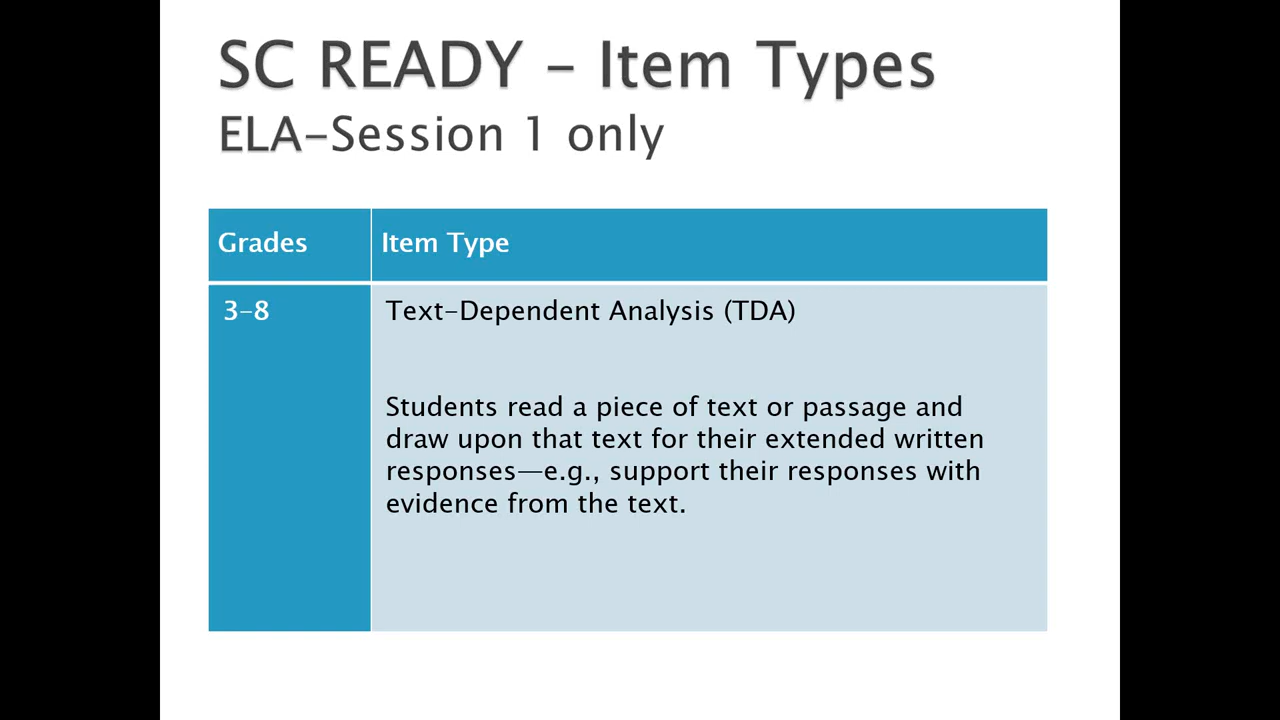 SC READY – Item Types
ELA–Session 1 only
Grades
Item Type
3–8
Text–Dependent Analysis (TDA)
Students read a piece of text or passage and
draw upon that text for their extended written
responses—e.g., support their responses with
evidence from the text.